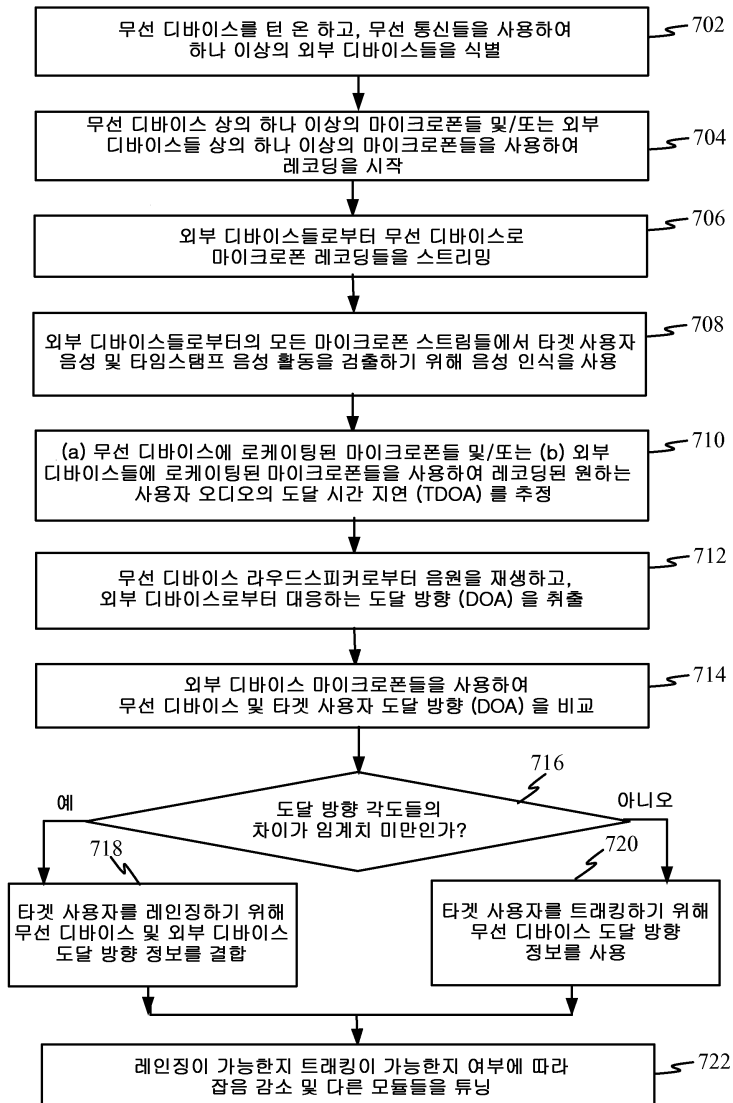 무선 디바이스를 턴 온 하고, 무선 통신들을 사용하여
하나 이상의 외부 디바이스들을 식별
702
무선 디바이스 상의 하나 이상의 마이크로폰들 및/또는 외부
디바이스들 상의 하나 이상의 마이크로폰들을 사용하여
레코딩을 시작
704
외부 디바이스들로부터 무선 디바이스로
마이크로폰 레코딩들을 스트리밍
706
외부 디바이스들로부터의 모든 마이크로폰 스트림들에서 타겟 사용자
음성 및 타임스탬프 음성 활동을 검출하기 위해 음성 인식을 사용
708
(a) 무선 디바이스에 로케이팅된 마이크로폰들 및/또는 (b) 외부
디바이스들에 로케이팅된 마이크로폰들을 사용하여 레코딩된 원하는
사용자 오디오의 도달 시간 지연 (TDOA) 를 추정
710
무선 디바이스 라우드스피커로부터 음원을 재생하고,
외부 디바이스로부터 대응하는 도달 방향 (DOA) 을 취출
712
외부 디바이스 마이크로폰들을 사용하여
무선 디바이스 및 타겟 사용자 도달 방향 (DOA) 을 비교
714
716
예
도달 방향 각도들의
차이가 임계치 미만인가?
아니오
718
타겟 사용자를 레인징하기 위해
무선 디바이스 및 외부 디바이스
도달 방향 정보를 결합
720
타겟 사용자를 트래킹하기 위해
무선 디바이스 도달 방향
정보를 사용
레인징이 가능한지 트래킹이 가능한지 여부에 따라
잡음 감소 및 다른 모듈들을 튜닝
722